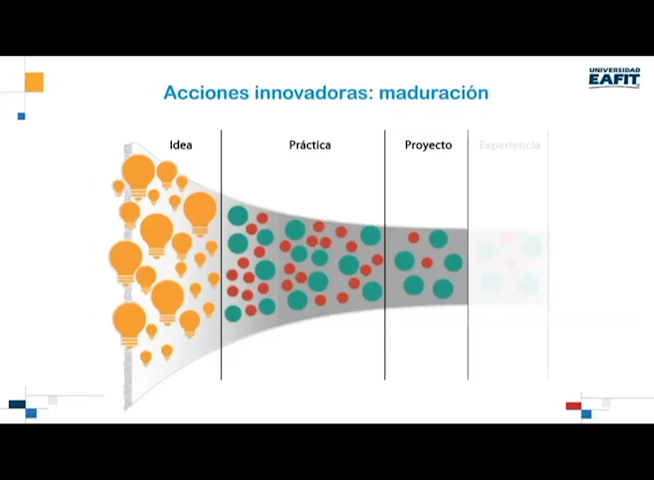 UNIVERSIDAD
EAFIT
Acciones innovadoras: maduración
Idea
Práctica
Proyecto
Experiencia